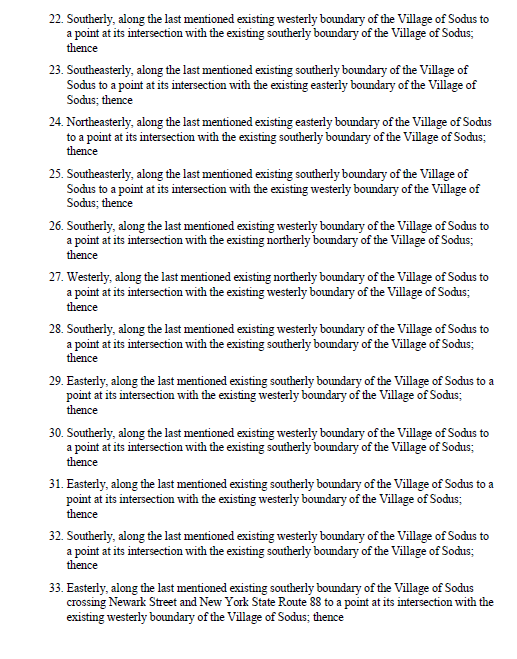 22. Southerly, along the last mentioned existing westerly boundary of the Village of Sodus to
a point at its intersection with the existing southerly boundary of the Village of Sodus;
thence
23. Southeasterly, along the last mentioned existing southerly boundary of the Village of
Sodus to a point at its intersection with the existing easterly boundary of the Village of
Sodus; thence
24. Northeasterly, along the last mentioned existing easterly boundary of the Village of Sodus
to a point at its intersection with the existing southerly boundary of the Village of Sodus;
thence
25. Southeasterly, along the last mentioned existing southerly boundary of the Village of
Sodus to a point at its intersection with the existing westerly boundary of the Village of
Sodus; thence
26. Southerly, along the last mentioned existing westerly boundary of the Village of Sodus to
a point at its intersection with the existing northerly boundary of the Village of Sodus;
thence
27. Westerly, along the last mentioned existing northerly boundary of the Village of Sodus to
a point at its intersection with the existing westerly boundary of the Village of Sodus;
thence
28. Southerly, along the last mentioned existing westerly boundary of the Village of Sodus to
a point at its intersection with the existing southerly boundary of the Village of Sodus;
thence
29. Easterly, along the last mentioned existing southerly boundary of the Village of Sodus to a
point at its intersection with the existing westerly boundary of the Village of Sodus;
thence
30. Southerly, along the last mentioned existing westerly boundary of the Village of Sodus to
a point at its intersection with the existing southerly boundary of the Village of Sodus;
thence
31. Easterly, along the last mentioned existing southerly boundary of the Village of Sodus to a
point at its intersection with the existing westerly boundary of the Village of Sodus;
thence
32. Southerly, along the last mentioned existing westerly boundary of the Village of Sodus to
a point at its intersection with the existing southerly boundary of the Village of Sodus;
thence
33. Easterly, along the last mentioned existing southerly boundary of the Village of Sodus
crossing Newark Street and New York State Route 88 to a point at its intersection with the
existing westerly boundary of the Village of Sodus; thence